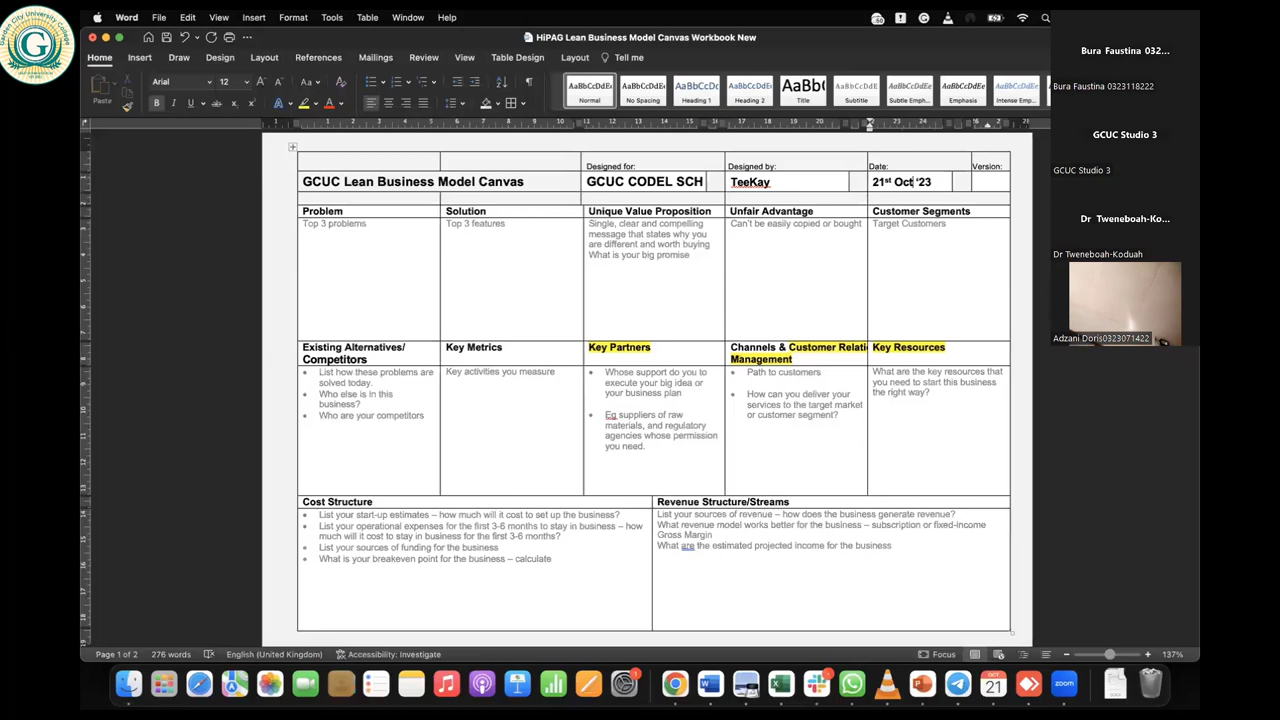 Garden City University College
G
Word File Edit View Insert Format Tools Table Window Help
HiPAG Lean Business Model Canvas Workbook New
Home Insert Draw Design Layout References Mailings Review View Table Design Layout Tell me
Paste
Arial 12
Normal No Spacing Heading 1 Heading 2 Title Subtitle Subtle Emph... Emphasis Intense Emp...
Designed for: Designed by: Date: Version:
GCUC Lean Business Model Canvas GCUC CODEL SCH TeeKay 21st Oct '23
Problem
Top 3 problems
Solution
Top 3 features
Unique Value Proposition
Single, clear and compelling
message that states why you
are different and worth buying
What is your big promise
Unfair Advantage
Can't be easily copied or bought
Customer Segments
Target Customers
Existing Alternatives/
Competitors
• List how these problems are
solved today.
• Who else is in this
business?
• Who are your competitors
Key Metrics
Key activities you measure
Key Partners
• Whose support do you to
execute your big idea or
your business plan
• Eg suppliers of raw
materials, and regulatory
agencies whose permission
you need.
Channels & Customer Relati
Management
• Path to customers
• How can you deliver your
services to the target market
or customer segment?
Key Resources
What are the key resources that
you need to start this business
the right way?
Cost Structure
• List your start-up estimates – how much will it cost to set up the business?
• List your operational expenses for the first 3-6 months to stay in business – how
much will it cost to stay in business for the first 3-6 months?
• List your sources of funding for the business
• What is your breakeven point for the business – calculate
Revenue Structure/Streams
List your sources of revenue – how does the business generate revenue?
What revenue model works better for the business – subscription or fixed-income
Gross Margin
What are the estimated projected income for the business
Page 1 of 2 276 words English (United Kingdom) Accessibility: Investigate Focus 137%
OCT
21
zoom
Bura Faustina 032...
Bura Faustina 0323118222
GCUC Studio 3
GCUC Studio 3
Dr Tweneboah-Ko...
Dr Tweneboah-Koduah
Adzani Doris0323071422